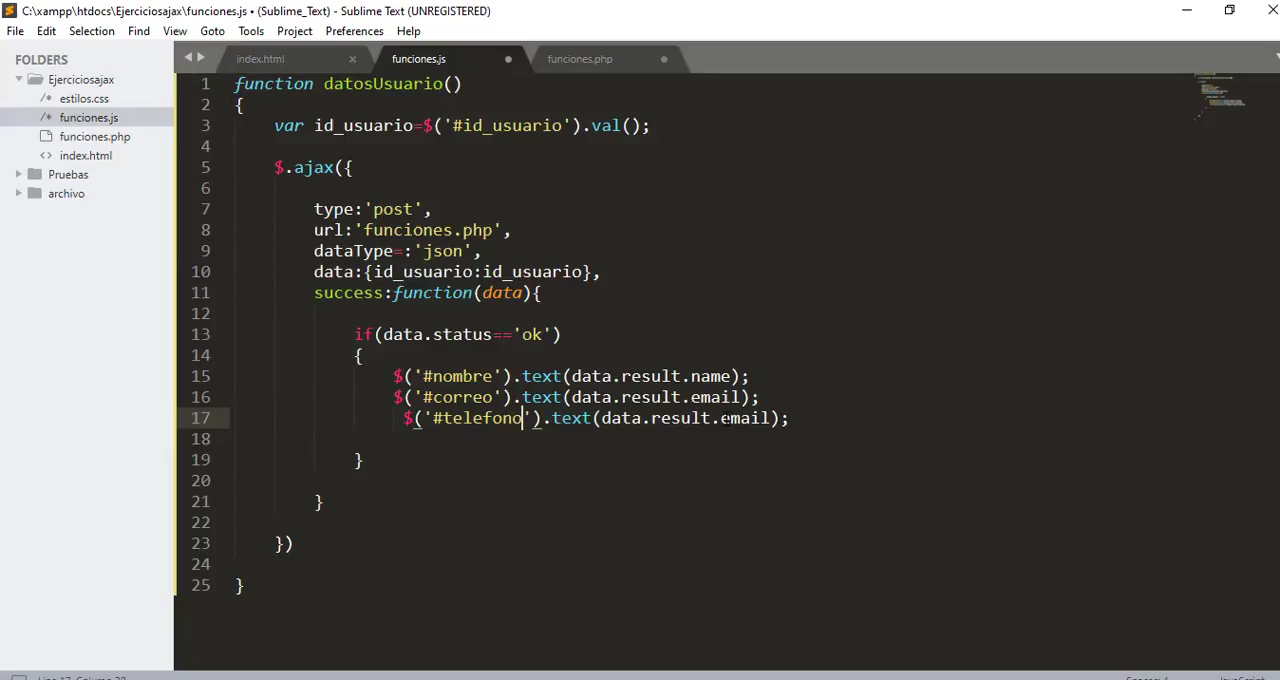 C:\xampp\htdocs\Ejerciciosajax\funciones.js • (Sublime_Text) - Sublime Text (UNREGISTERED)
File Edit Selection Find View Goto Tools Project Preferences Help
FOLDERS
Ejerciciosajax
estilos.css
funciones.js
funciones.php
index.html
Pruebas
archivo
index.html funciones.js funciones.php
1 function datosUsuario()
2 {
3 var id_usuario=$('#id_usuario').val();
4
5 $.ajax({
6
7 type:'post',
8 url:'funciones.php',
9 dataType=:'json',
10 data:{id_usuario:id_usuario},
11 success:function(data){
12
13 if(data.status=='ok')
14 {
15 $('#nombre').text(data.result.name);
16 $('#correo').text(data.result.email);
17 $('#telefono').text(data.result.email);
18
19 }
20
21 }
22
23 })
24
25 }